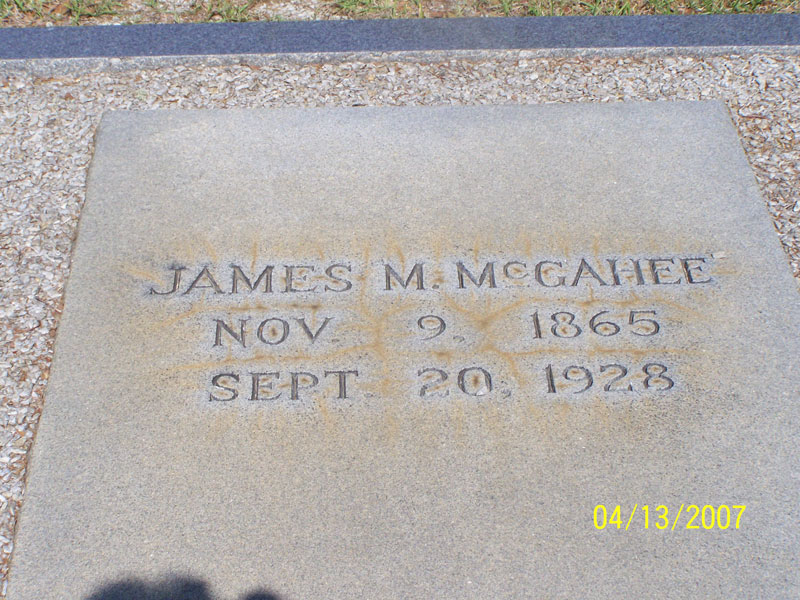 JAMES M. McGAHEE
NOV. 9, 1865
SEPT. 20, 1928
04/13/2007